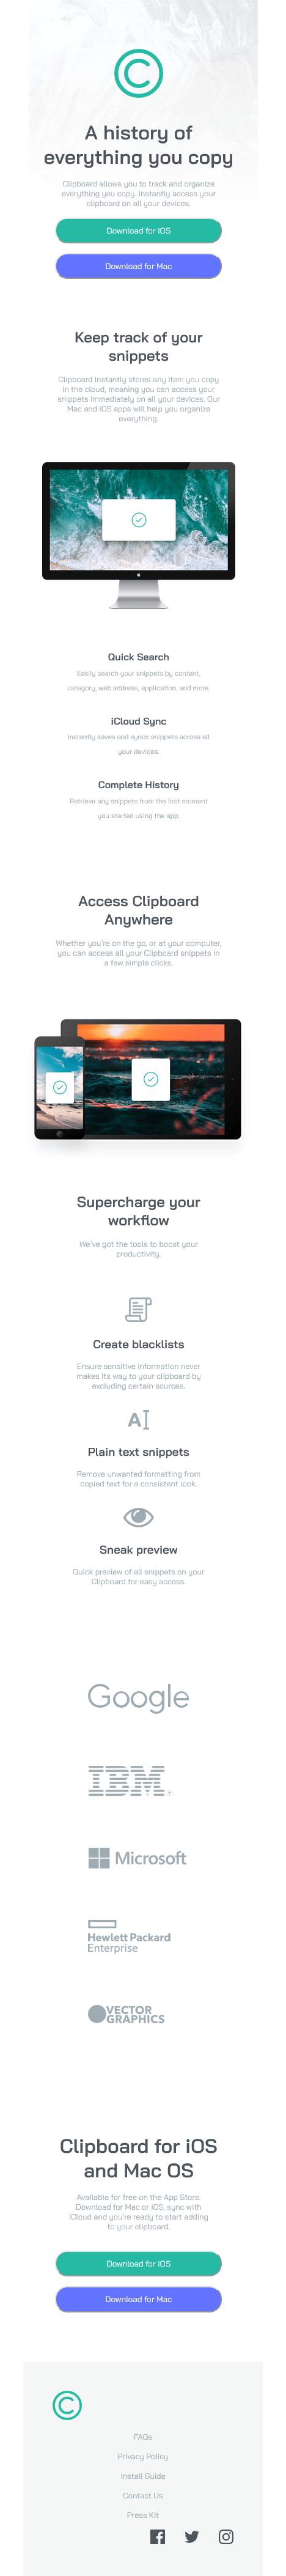 A history of
everything you copy
Clipboard allows you to track and organize
everything you copy. Instantly access your
clipboard on all your devices.
Download for iOS
Download for Mac
Keep track of your
snippets
Clipboard instantly stores any item you copy
in the cloud, meaning you can access your
snippets immediately on all your devices. Our
Mac and iOS apps will help you organize
everything.
Quick Search
Easily search your snippets by content,
category, web address, application, and more.
iCloud Sync
Instantly saves and syncs snippets across all
your devices.
Complete History
Retrieve any snippets from the first moment
you started using the app.
Access Clipboard
Anywhere
Whether you're on the go, or at your computer,
you can access all your Clipboard snippets in
a few simple clicks.
Supercharge your
workflow
We've got the tools to boost your
productivity.
Create blacklists
Ensure sensitive information never
makes its way to your clipboard by
excluding certain sources.
Plain text snippets
Remove unwanted formatting from
copied text for a consistent look.
Sneak preview
Quick preview of all snippets on your
Clipboard for easy access.
Google
IBM
Microsoft
Hewlett Packard
Enterprise
VECTOR
GRAPHICS
Clipboard for iOS
and Mac OS
Available for free on the App Store.
Download for Mac or iOS, sync with
iCloud and you're ready to start adding
to your clipboard.
Download for iOS
Download for Mac
FAQs
Privacy Policy
Install Guide
Contact Us
Press Kit